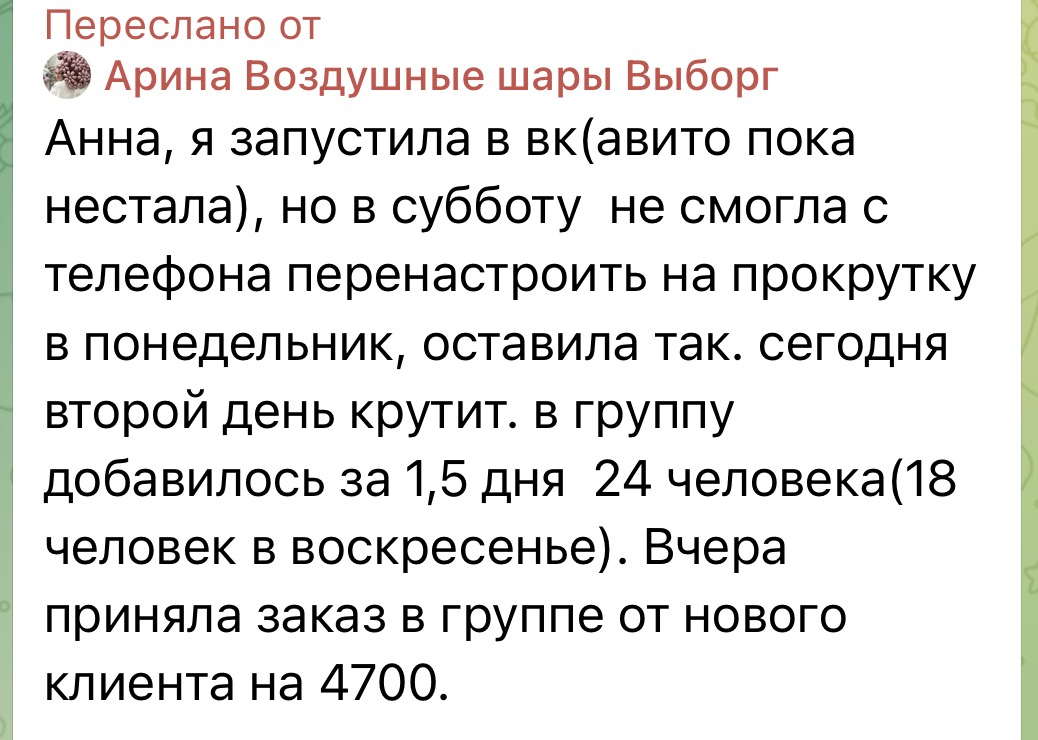 Переслано от
Арина Воздушные шары Выборг
Анна, я запустила в вк(авито пока
нестала), но в субботу  не смогла с
телефона перенастроить на прокрутку
в понедельник, оставила так. сегодня
второй день крутит. в группу
добавилось за 1,5 дня  24 человека(18
человек в воскресенье). Вчера
приняла заказ в группе от нового
клиента на 4700.